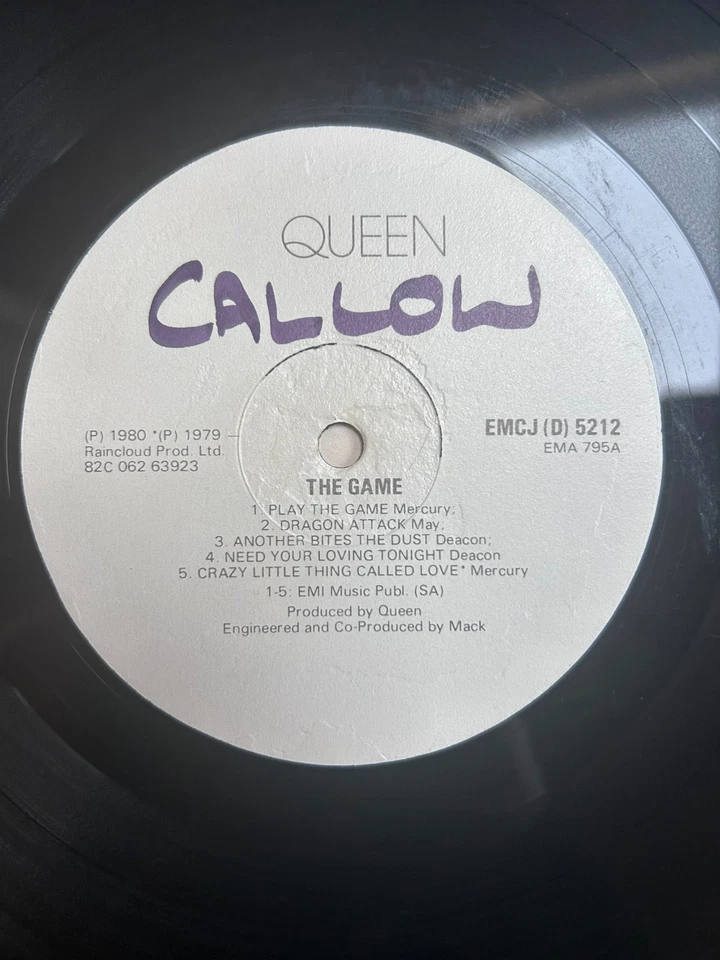 QUEEN
CALLOW
(P) 1980 *(P) 1979
Raincloud Prod. Ltd.
82C 062 63923
EMCJ (D) 5212
EMA 795A
THE GAME
1. PLAY THE GAME Mercury;
2. DRAGON ATTACK May;
3. ANOTHER BITES THE DUST Deacon;
4. NEED YOUR LOVING TONIGHT Deacon
5. CRAZY LITTLE THING CALLED LOVE* Mercury
1-5: EMI Music Publ. (SA)
Produced by Queen
Engineered and Co-Produced by Mack